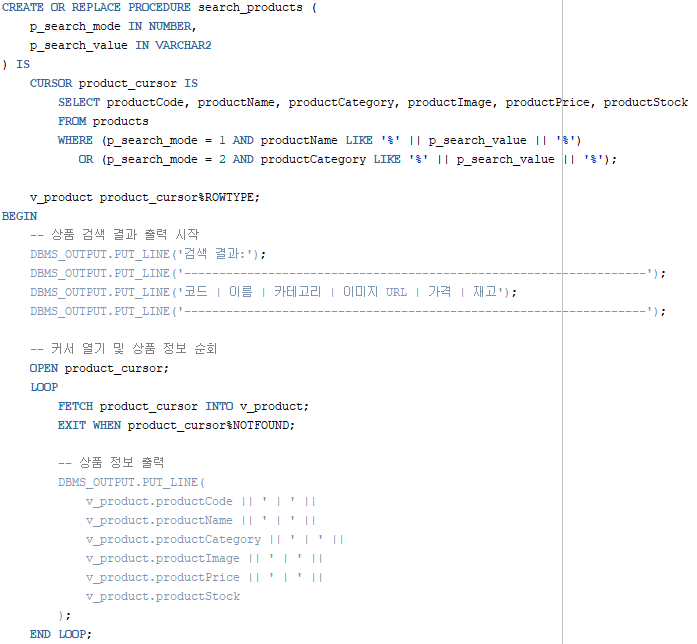 CREATE OR REPLACE PROCEDURE search_products (
    p_search_mode IN NUMBER,
    p_search_value IN VARCHAR2
) IS
    CURSOR product_cursor IS
        SELECT productCode, productName, productCategory, productImage, productPrice, productStock
        FROM products
        WHERE (p_search_mode = 1 AND productName LIKE '%' || p_search_value || '%')
           OR (p_search_mode = 2 AND productCategory LIKE '%' || p_search_value || '%');

    v_product product_cursor%ROWTYPE;
BEGIN
    -- 상품 검색 결과 출력 시작
    DBMS_OUTPUT.PUT_LINE('검색 결과:');
    DBMS_OUTPUT.PUT_LINE('------------------------------------------------------------------');
    DBMS_OUTPUT.PUT_LINE('코드 | 이름 | 카테고리 | 이미지 URL | 가격 | 재고');
    DBMS_OUTPUT.PUT_LINE('------------------------------------------------------------------');

    -- 커서 열기 및 상품 정보 순회
    OPEN product_cursor;
    LOOP
        FETCH product_cursor INTO v_product;
        EXIT WHEN product_cursor%NOTFOUND;

        -- 상품 정보 출력
        DBMS_OUTPUT.PUT_LINE(
            v_product.productCode || ' | ' ||
            v_product.productName || ' | ' ||
            v_product.productCategory || ' | ' ||
            v_product.productImage || ' | ' ||
            v_product.productPrice || ' | ' ||
            v_product.productStock
        );
    END LOOP;